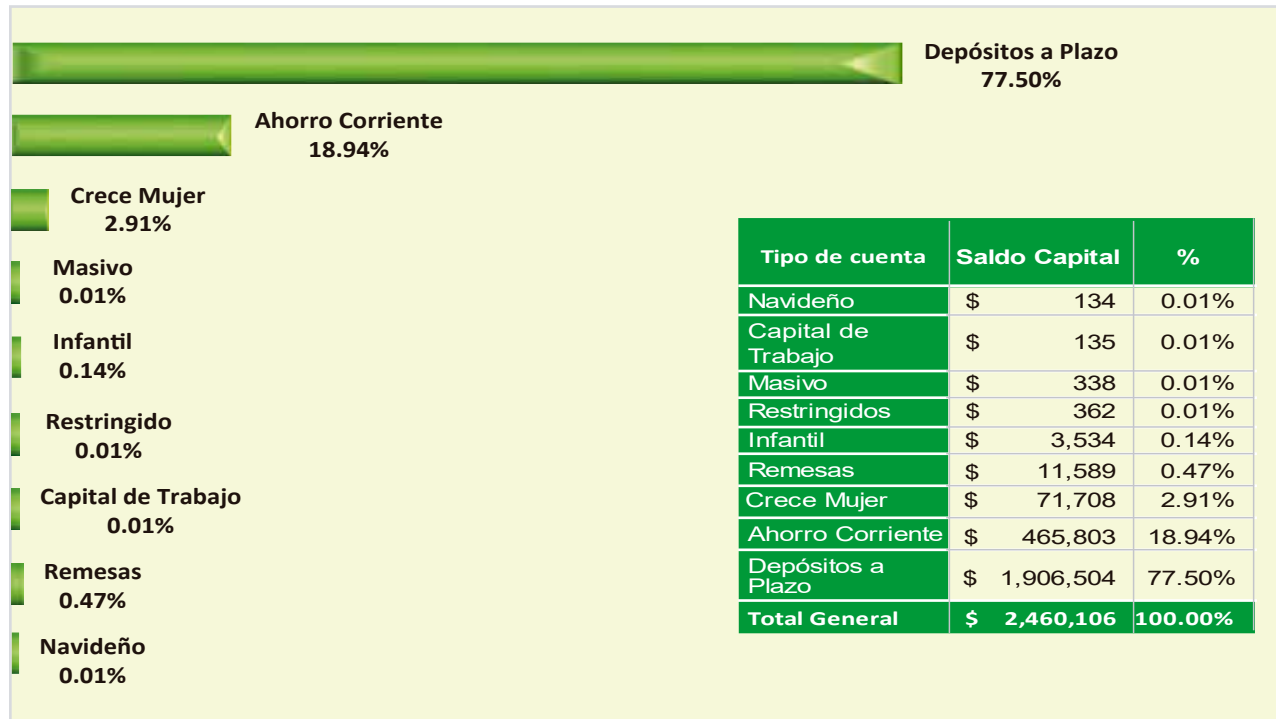 Depósitos a Plazo
77.50%
Ahorro Corriente
18.94%
Crece Mujer
2.91%
Masivo
0.01%
Infantil
0.14%
Restringido
0.01%
Capital de Trabajo
0.01%
Remesas
0.47%
Navideño
0.01%
Tipo de cuenta Saldo Capital %
Navideño $ 134 0.01%
Capital de
Trabajo $ 135 0.01%
Masivo $ 338 0.01%
Restringidos $ 362 0.01%
Infantil $ 3,534 0.14%
Remesas $ 11,589 0.47%
Crece Mujer $ 71,708 2.91%
Ahorro Corriente $ 465,803 18.94%
Depósitos a
Plazo $ 1,906,504 77.50%
Total General $ 2,460,106 100.00%